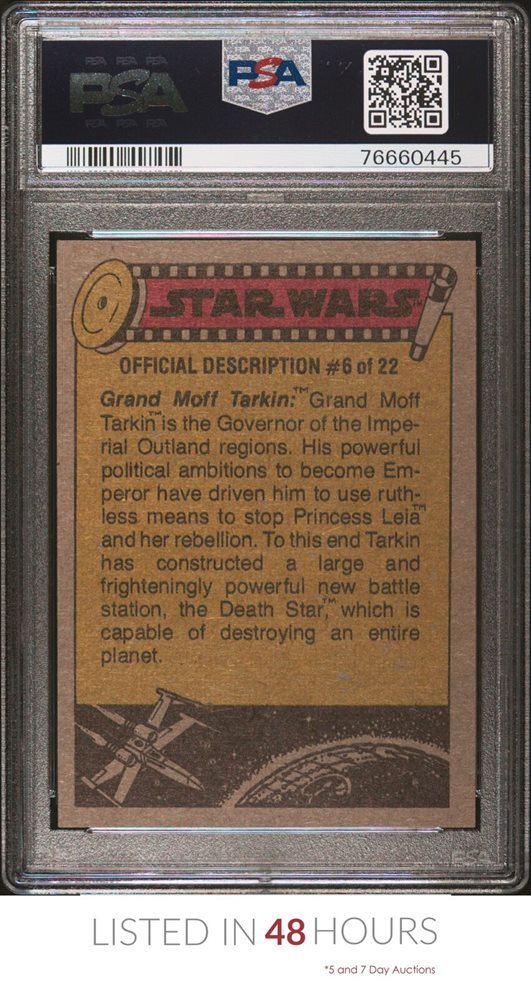 PSA
PSA
76660445
STAR WARS™
OFFICIAL DESCRIPTION #6 of 22
Grand Moff Tarkin:™ Grand Moff
Tarkin™ is the Governor of the Impe-
rial Outland regions. His powerful
political ambitions to become Em-
peror have driven him to use ruth-
less means to stop Princess Leia™
and her rebellion. To this end Tarkin
has constructed a large and
frighteningly powerful new battle
station, the Death Star,™ which is
capable of destroying an entire
planet.
PSA
LISTED IN 48 HOURS
*5 and 7 Day Auctions